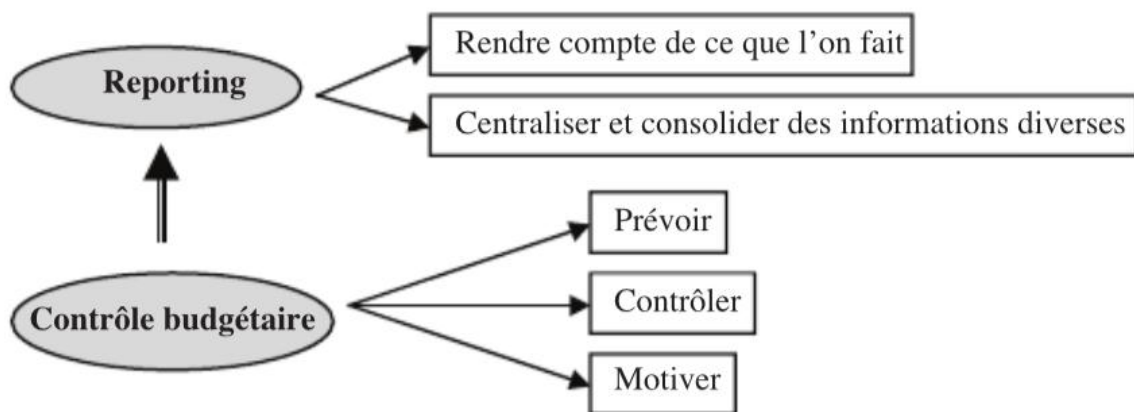 Rendre compte de ce que l'on fait
Reporting
Centraliser et consolider des informations diverses
Prévoir
Contrôle budgétaire
Contrôler
Motiver